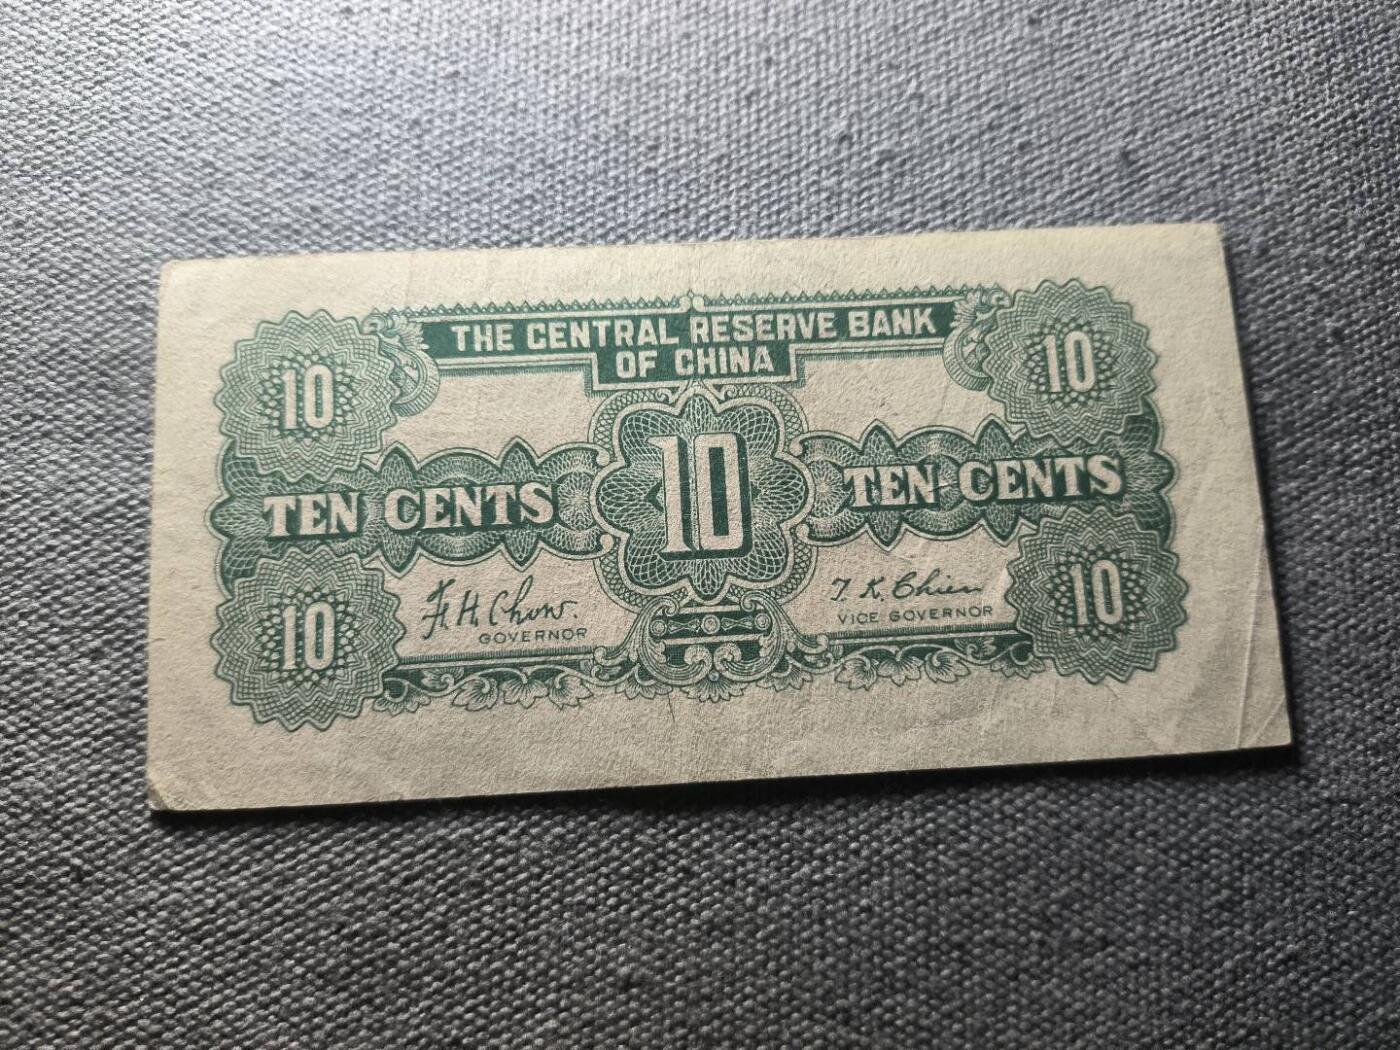 THE CENTRAL RESERVE BANK
OF CHINA
10
10
10
TEN CENTS
TEN CENTS
F. H. Chow.
GOVERNOR
T. K. Chien
VICE GOVERNOR
10
10